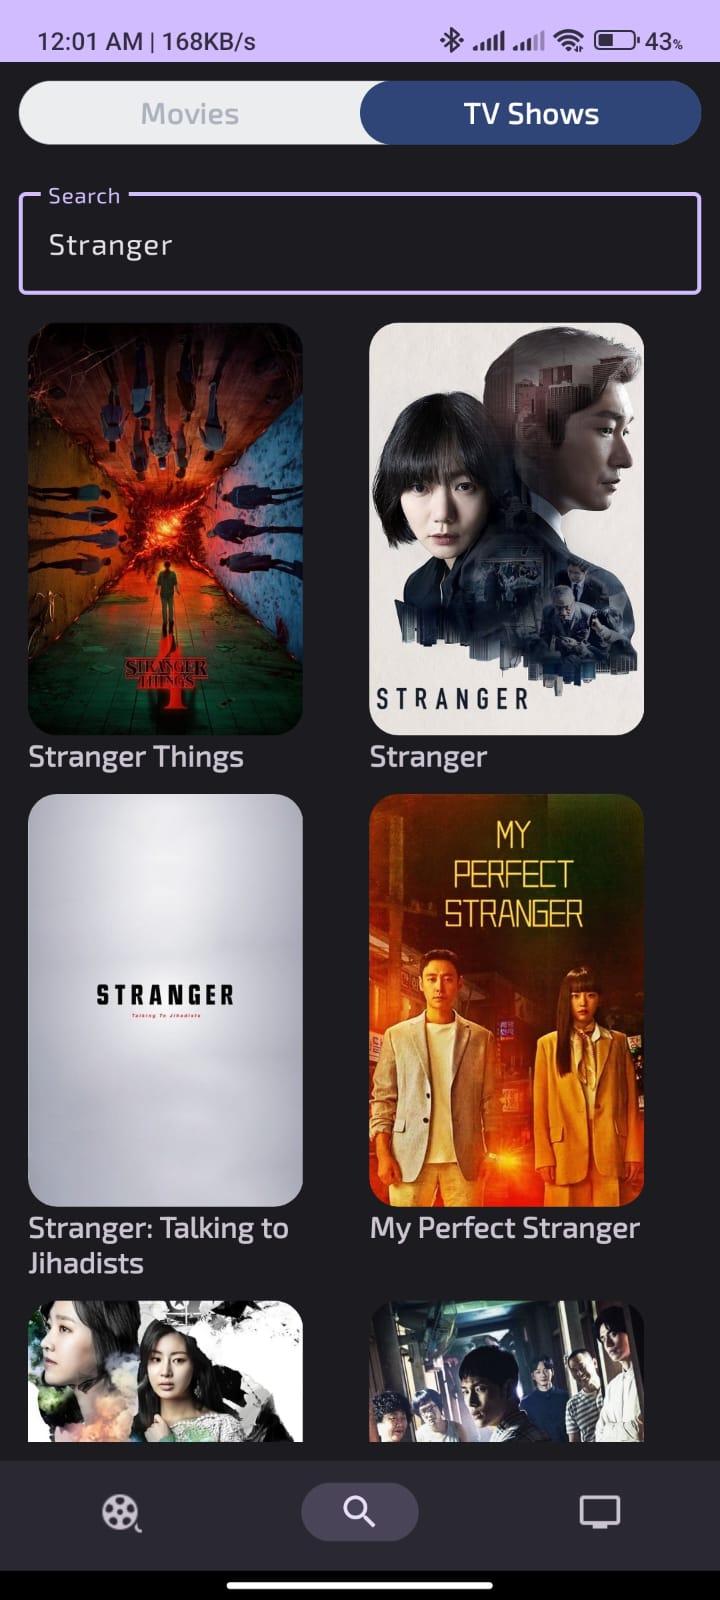 12:01 AM | 168KB/s
43%
Movies
TV Shows
Search
Stranger
STRANGER
THINGS
4
STRANGER
Stranger Things
Stranger
STRANGER
Talking To Jihadists
MY
PERFECT
STRANGER
Stranger: Talking to
Jihadists
My Perfect Stranger